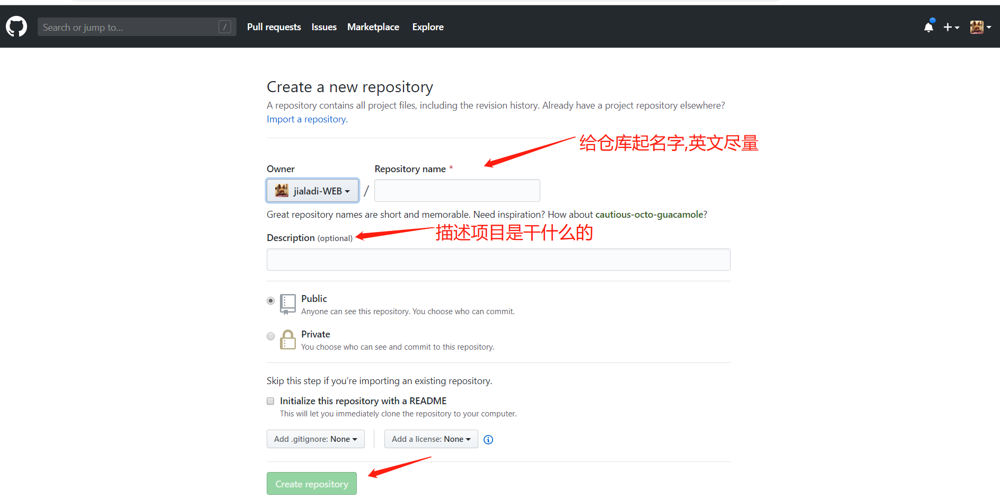 Search or jump to... /
Pull requests Issues Marketplace Explore
Create a new repository
A repository contains all project files, including the revision history. Already have a project repository elsewhere?
Import a repository.
给仓库起名字,英文尽量
Owner Repository name *
jialadi-WEB /
Great repository names are short and memorable. Need inspiration? How about cautious-octo-guacamole?
描述项目是干什么的
Description (optional)
Public
Anyone can see this repository. You choose who can commit.
Private
You choose who can see and commit to this repository.
Skip this step if you’re importing an existing repository.
Initialize this repository with a README
This will let you immediately clone the repository to your computer.
Add .gitignore: None Add a license: None
Create repository